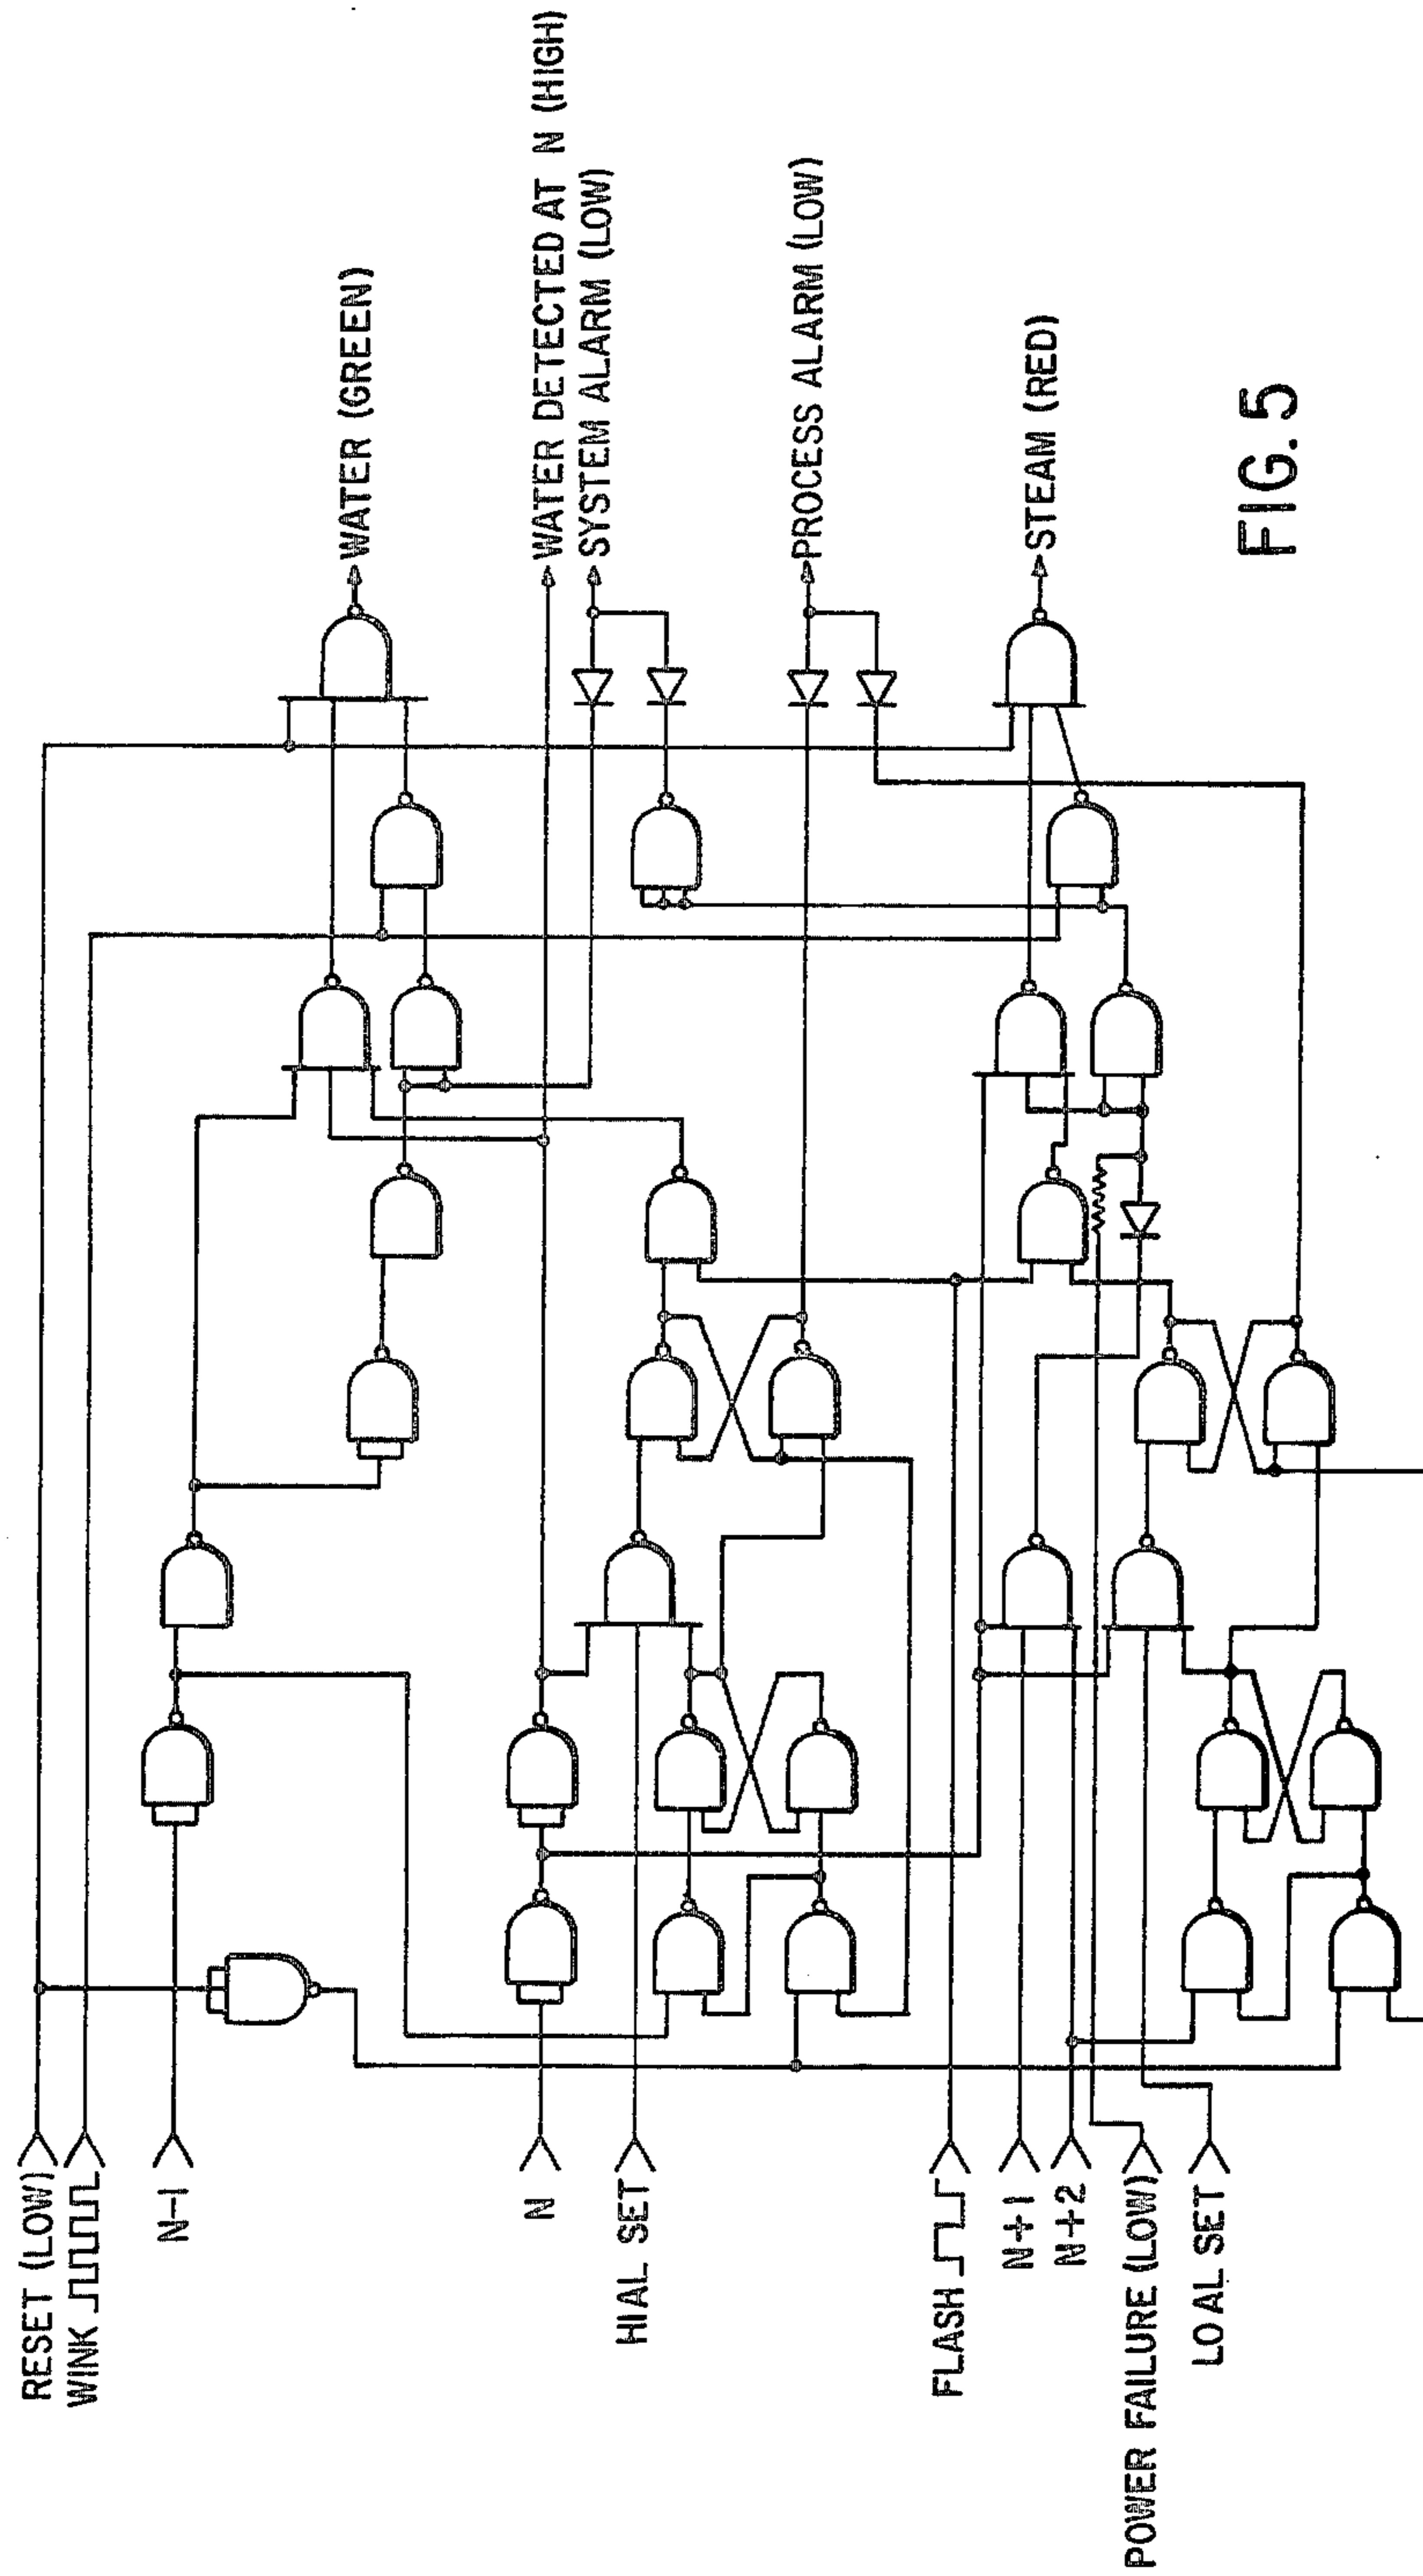 RESET (LOW)
WINK
N-1
N
HI AL SET
FLASH
N+1
N+2
POWER FAILURE (LOW)
LO AL SET
WATER (GREEN)
WATER DETECTED AT N (HIGH)
SYSTEM ALARM (LOW)
PROCESS ALARM (LOW)
STEAM (RED)
FIG. 5